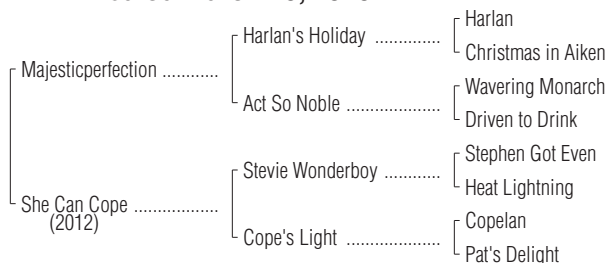 Harlan
Harlan's Holiday ................
Christmas in Aiken
Majesticperfection ............
Wavering Monarch
Act So Noble .....................
Driven to Drink
Stephen Got Even
Stevie Wonderboy ............
Heat Lightning
She Can Cope ..................
(2012)
Copelan
Cope's Light .....................
Pat's Delight